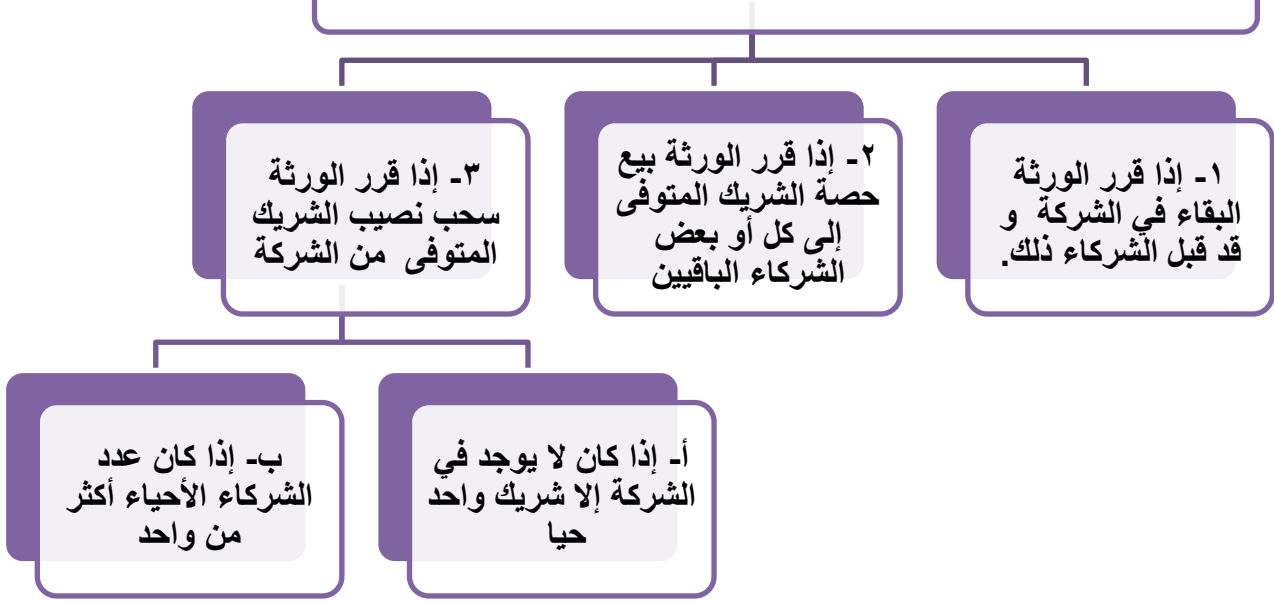 ١- إذا قرر الورثة
البقاء في الشركة و
قد قبل الشركاء ذلك.
٢- إذا قرر الورثة بيع
حصة الشريك المتوفى
إلى كل أو بعض
الشركاء الباقيين
٣- إذا قرر الورثة
سحب نصيب الشريك
المتوفى من الشركة
أ- إذا كان لا يوجد في
الشركة إلا شريك واحد
حيا
ب- إذا كان عدد
الشركاء الأحياء أكثر
من واحد